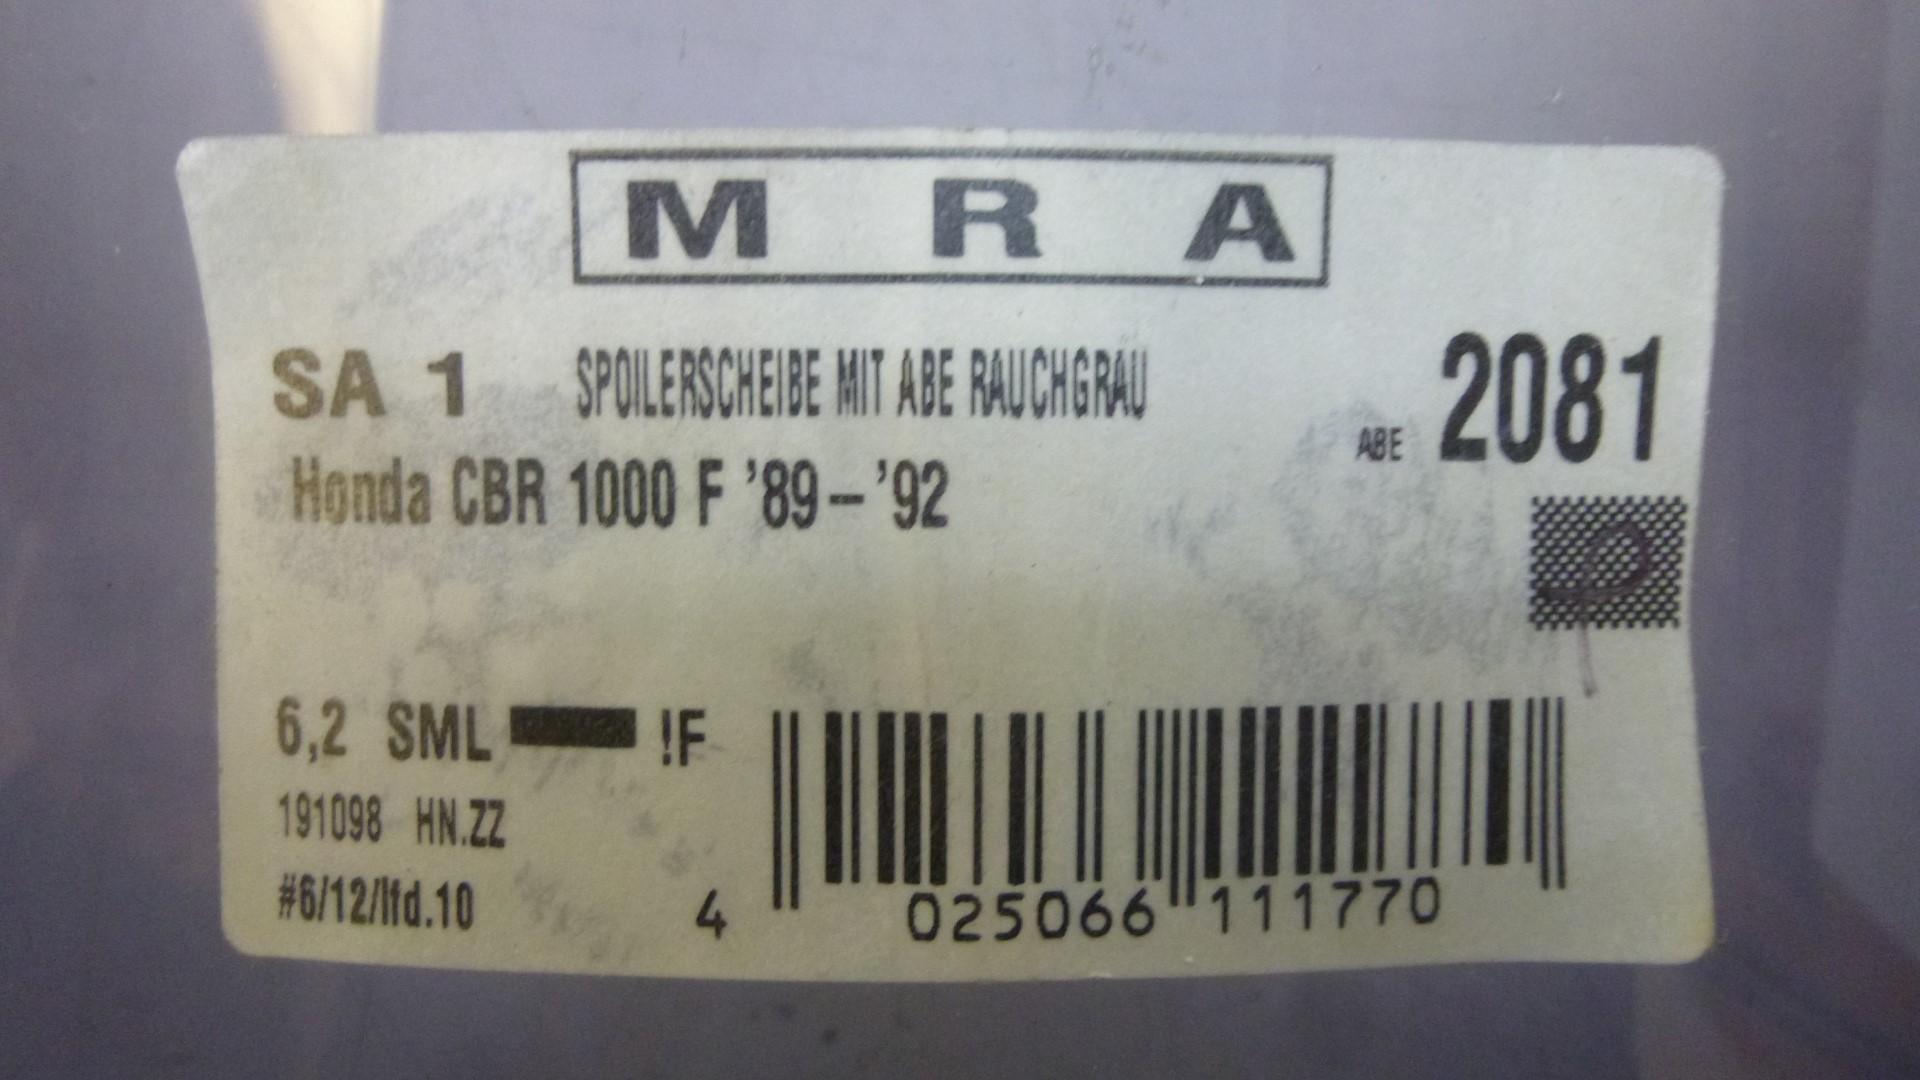 M R A
SA 1 SPOILERSCHEIBE MIT ABE RAUCHGRAU
ABE 2081
Honda CBR 1000 F '89–'92
6,2 SML !F
191098 HN.ZZ
#6/12/lfd.10
4 025066 111770